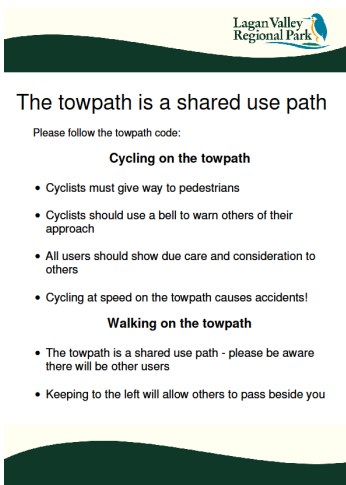 Lagan Valley
Regional Park
The towpath is a shared use path
Please follow the towpath code:
Cycling on the towpath
• Cyclists must give way to pedestrians
• Cyclists should use a bell to warn others of their
approach
• All users should show due care and consideration to
others
• Cycling at speed on the towpath causes accidents!
Walking on the towpath
• The towpath is a shared use path - please be aware
there will be other users
• Keeping to the left will allow others to pass beside you